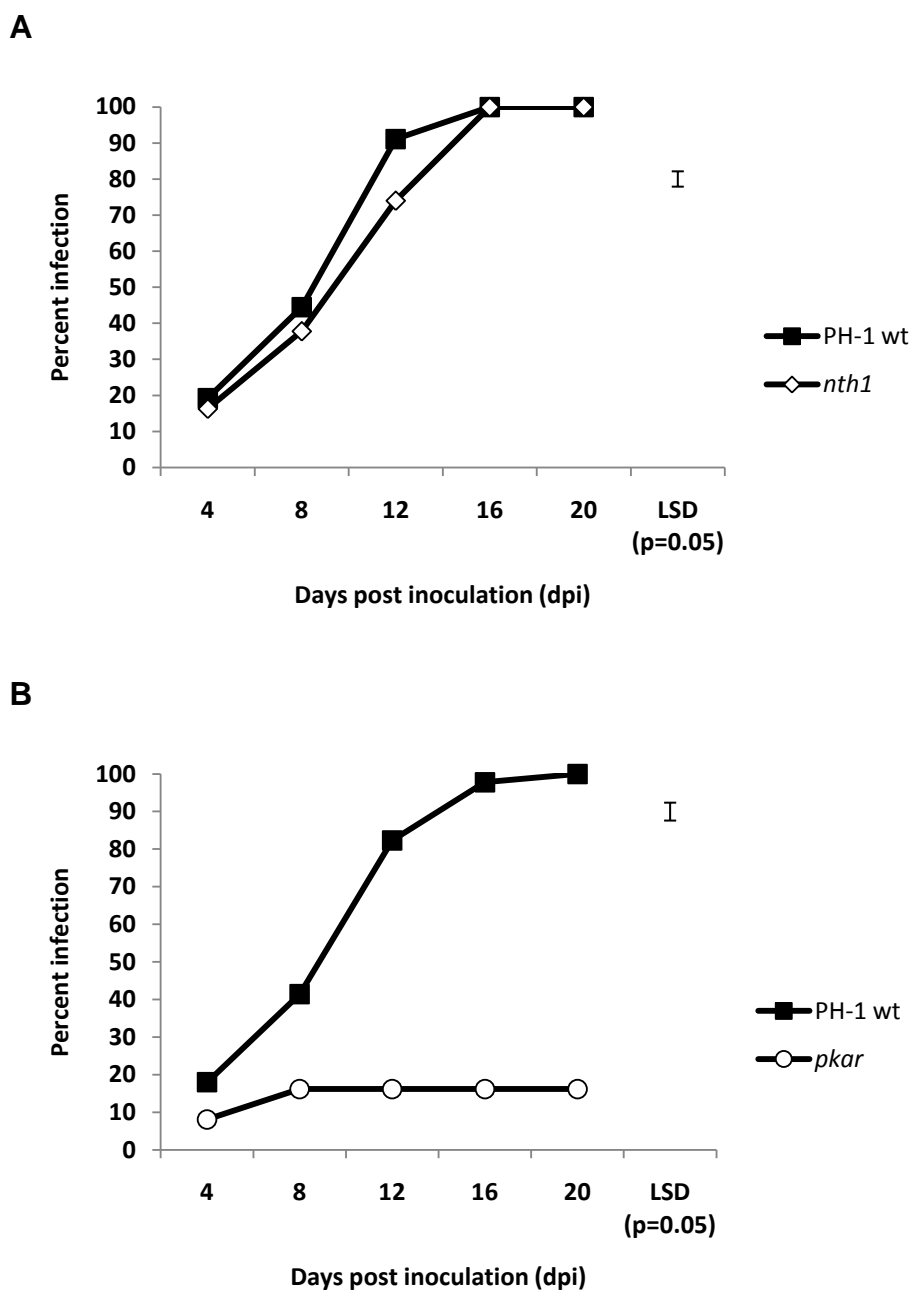 A
100
90
80
70
60
50
40
30
20
10
0
Percent infection
4 8 12 16 20 LSD
(p=0.05)
Days post inoculation (dpi)
PH-1 wt
nth1
B
100
90
80
70
60
50
40
30
20
10
0
Percent infection
4 8 12 16 20 LSD
(p=0.05)
Days post inoculation (dpi)
PH-1 wt
pkar